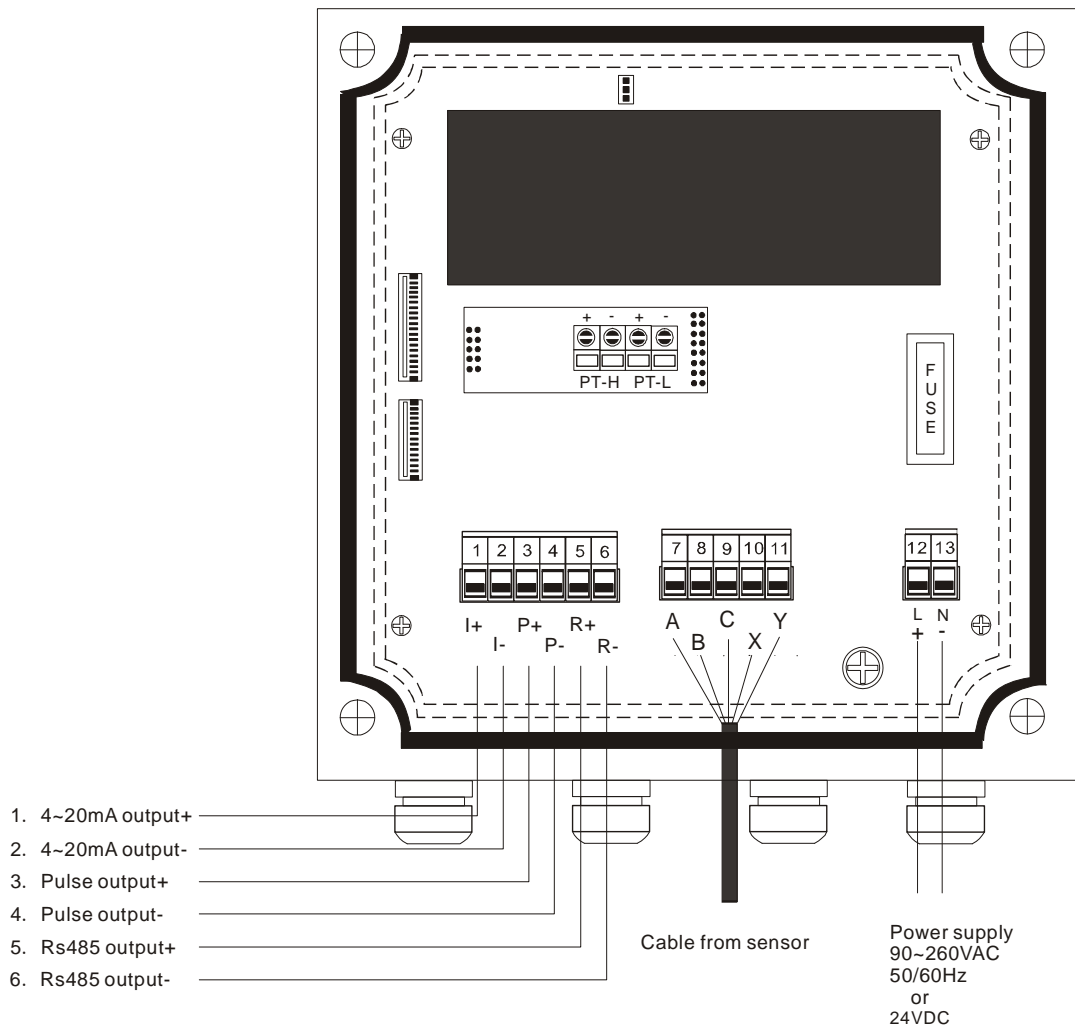 + - + -
PT-H PT-L
FUSE
1 2 3 4 5 6
7 8 9 10 11
12 13
I+ P+ R+
I- P- R-
A C Y
B X
L N
+ -
1. 4~20mA output+
2. 4~20mA output-
3. Pulse output+
4. Pulse output-
5. Rs485 output+
6. Rs485 output-
Cable from sensor
Power supply
90~260VAC
50/60Hz
or
24VDC